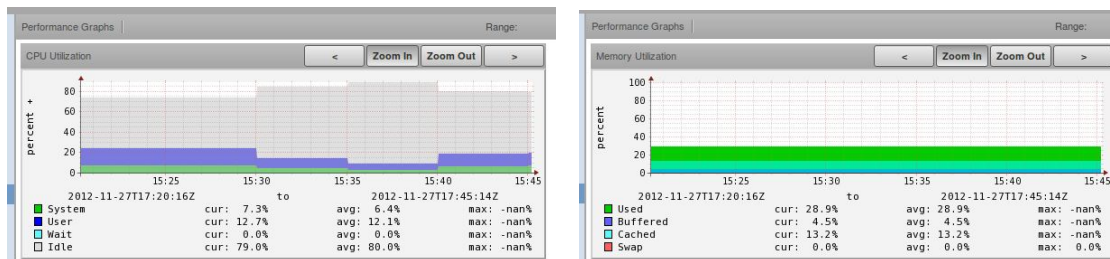 Performance Graphs Range:
CPU Utilization < Zoom In Zoom Out >
percent +
80
60
40
20
0
15:25 15:30 15:35 15:40 15:45
2012-11-27T17:20:16Z to 2012-11-27T17:45:14Z
System cur: 7.3% avg: 6.4% max: -nan%
User cur: 12.7% avg: 12.1% max: -nan%
Wait cur: 0.0% avg: 0.0% max: -nan%
Idle cur: 79.0% avg: 80.0% max: -nan%
Performance Graphs Range:
Memory Utilization < Zoom In Zoom Out >
percent
100
80
60
40
20
0
15:25 15:30 15:35 15:40 15:45
2012-11-27T17:20:16Z to 2012-11-27T17:45:14Z
Used cur: 28.9% avg: 28.9% max: -nan%
Buffered cur: 4.5% avg: 4.5% max: -nan%
Cached cur: 13.2% avg: 13.2% max: -nan%
Swap cur: 0.0% avg: 0.0% max: 0.0%